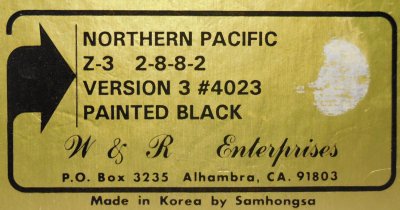 NORTHERN PACIFIC
Z-3 2-8-8-2
VERSION 3 #4023
PAINTED BLACK
W & R Enterprises
P.O. Box 3235 Alhambra, CA. 91803
Made in Korea by Samhongsa